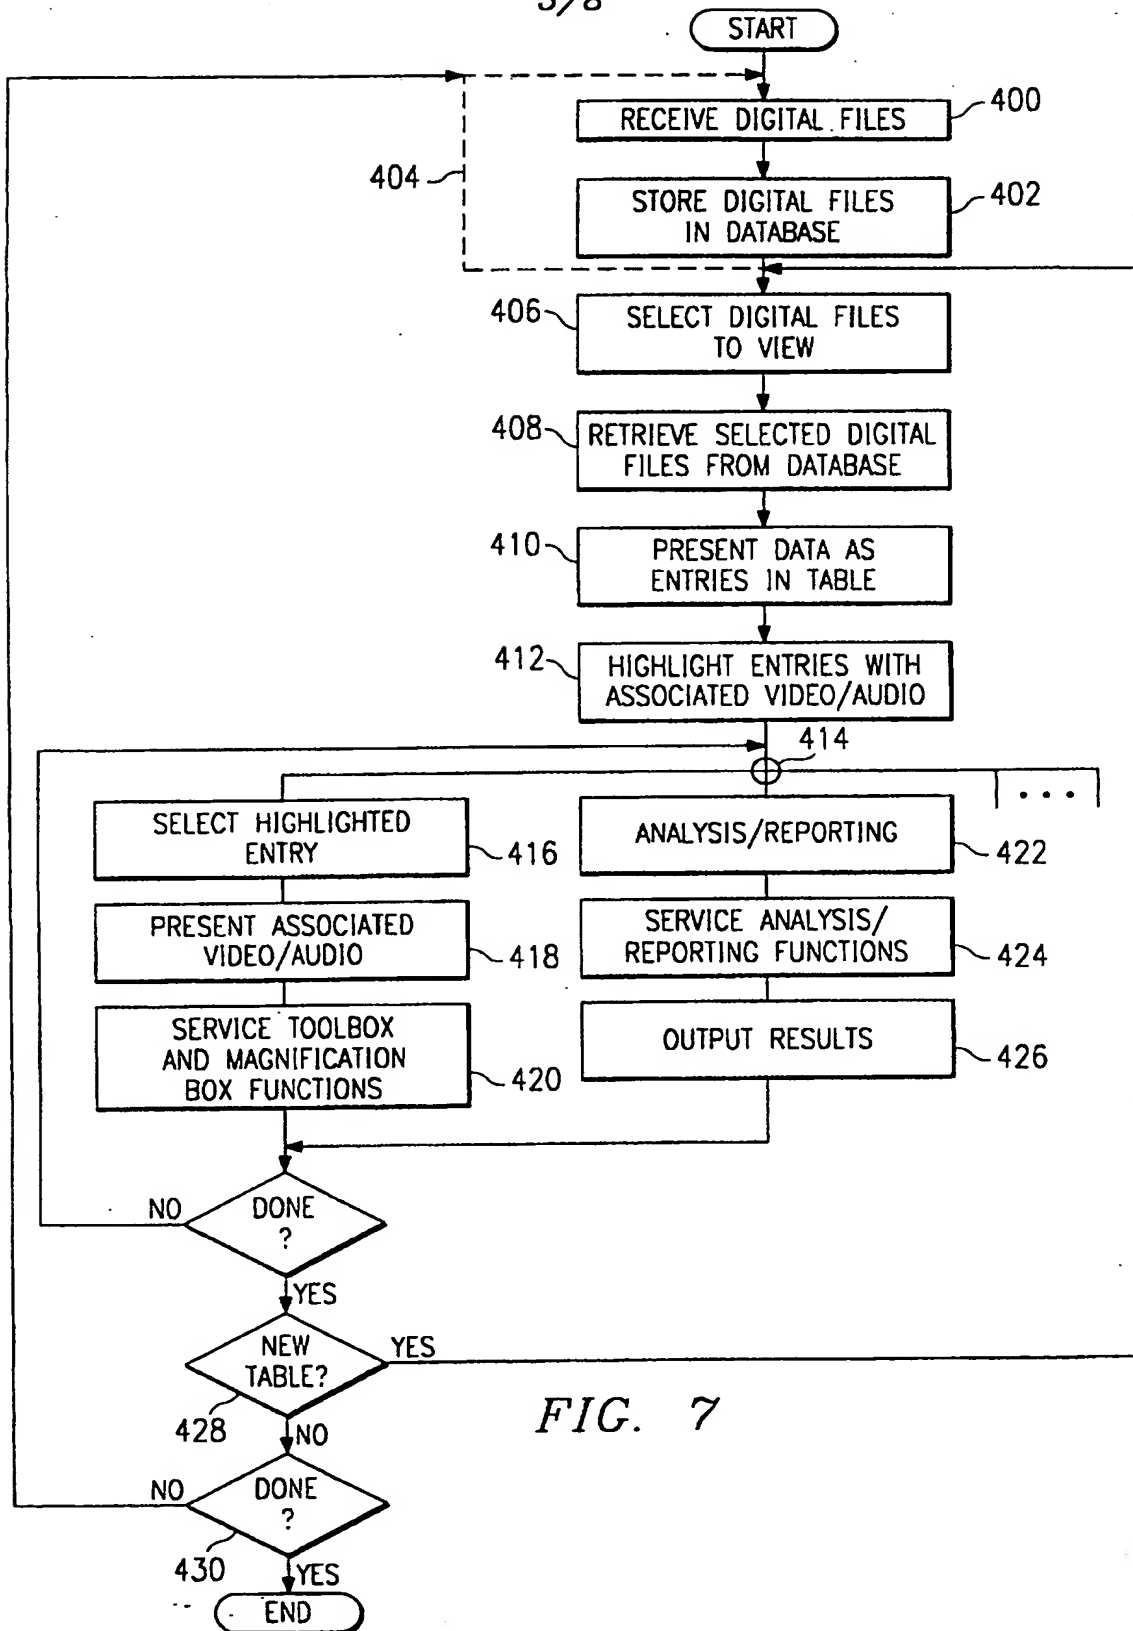 5/8
START
RECEIVE DIGITAL FILES
400
404
STORE DIGITAL FILES
IN DATABASE
402
406
SELECT DIGITAL FILES
TO VIEW
408
RETRIEVE SELECTED DIGITAL
FILES FROM DATABASE
410
PRESENT DATA AS
ENTRIES IN TABLE
412
HIGHLIGHT ENTRIES WITH
ASSOCIATED VIDEO/AUDIO
414
• • •
SELECT HIGHLIGHTED
ENTRY
416
ANALYSIS/REPORTING
422
PRESENT ASSOCIATED
VIDEO/AUDIO
418
SERVICE ANALYSIS/
REPORTING FUNCTIONS
424
SERVICE TOOLBOX
AND MAGNIFICATION
BOX FUNCTIONS
420
OUTPUT RESULTS
426
NO
DONE
?
YES
NEW
TABLE?
YES
428
NO
FIG. 7
NO
DONE
?
430
YES
END